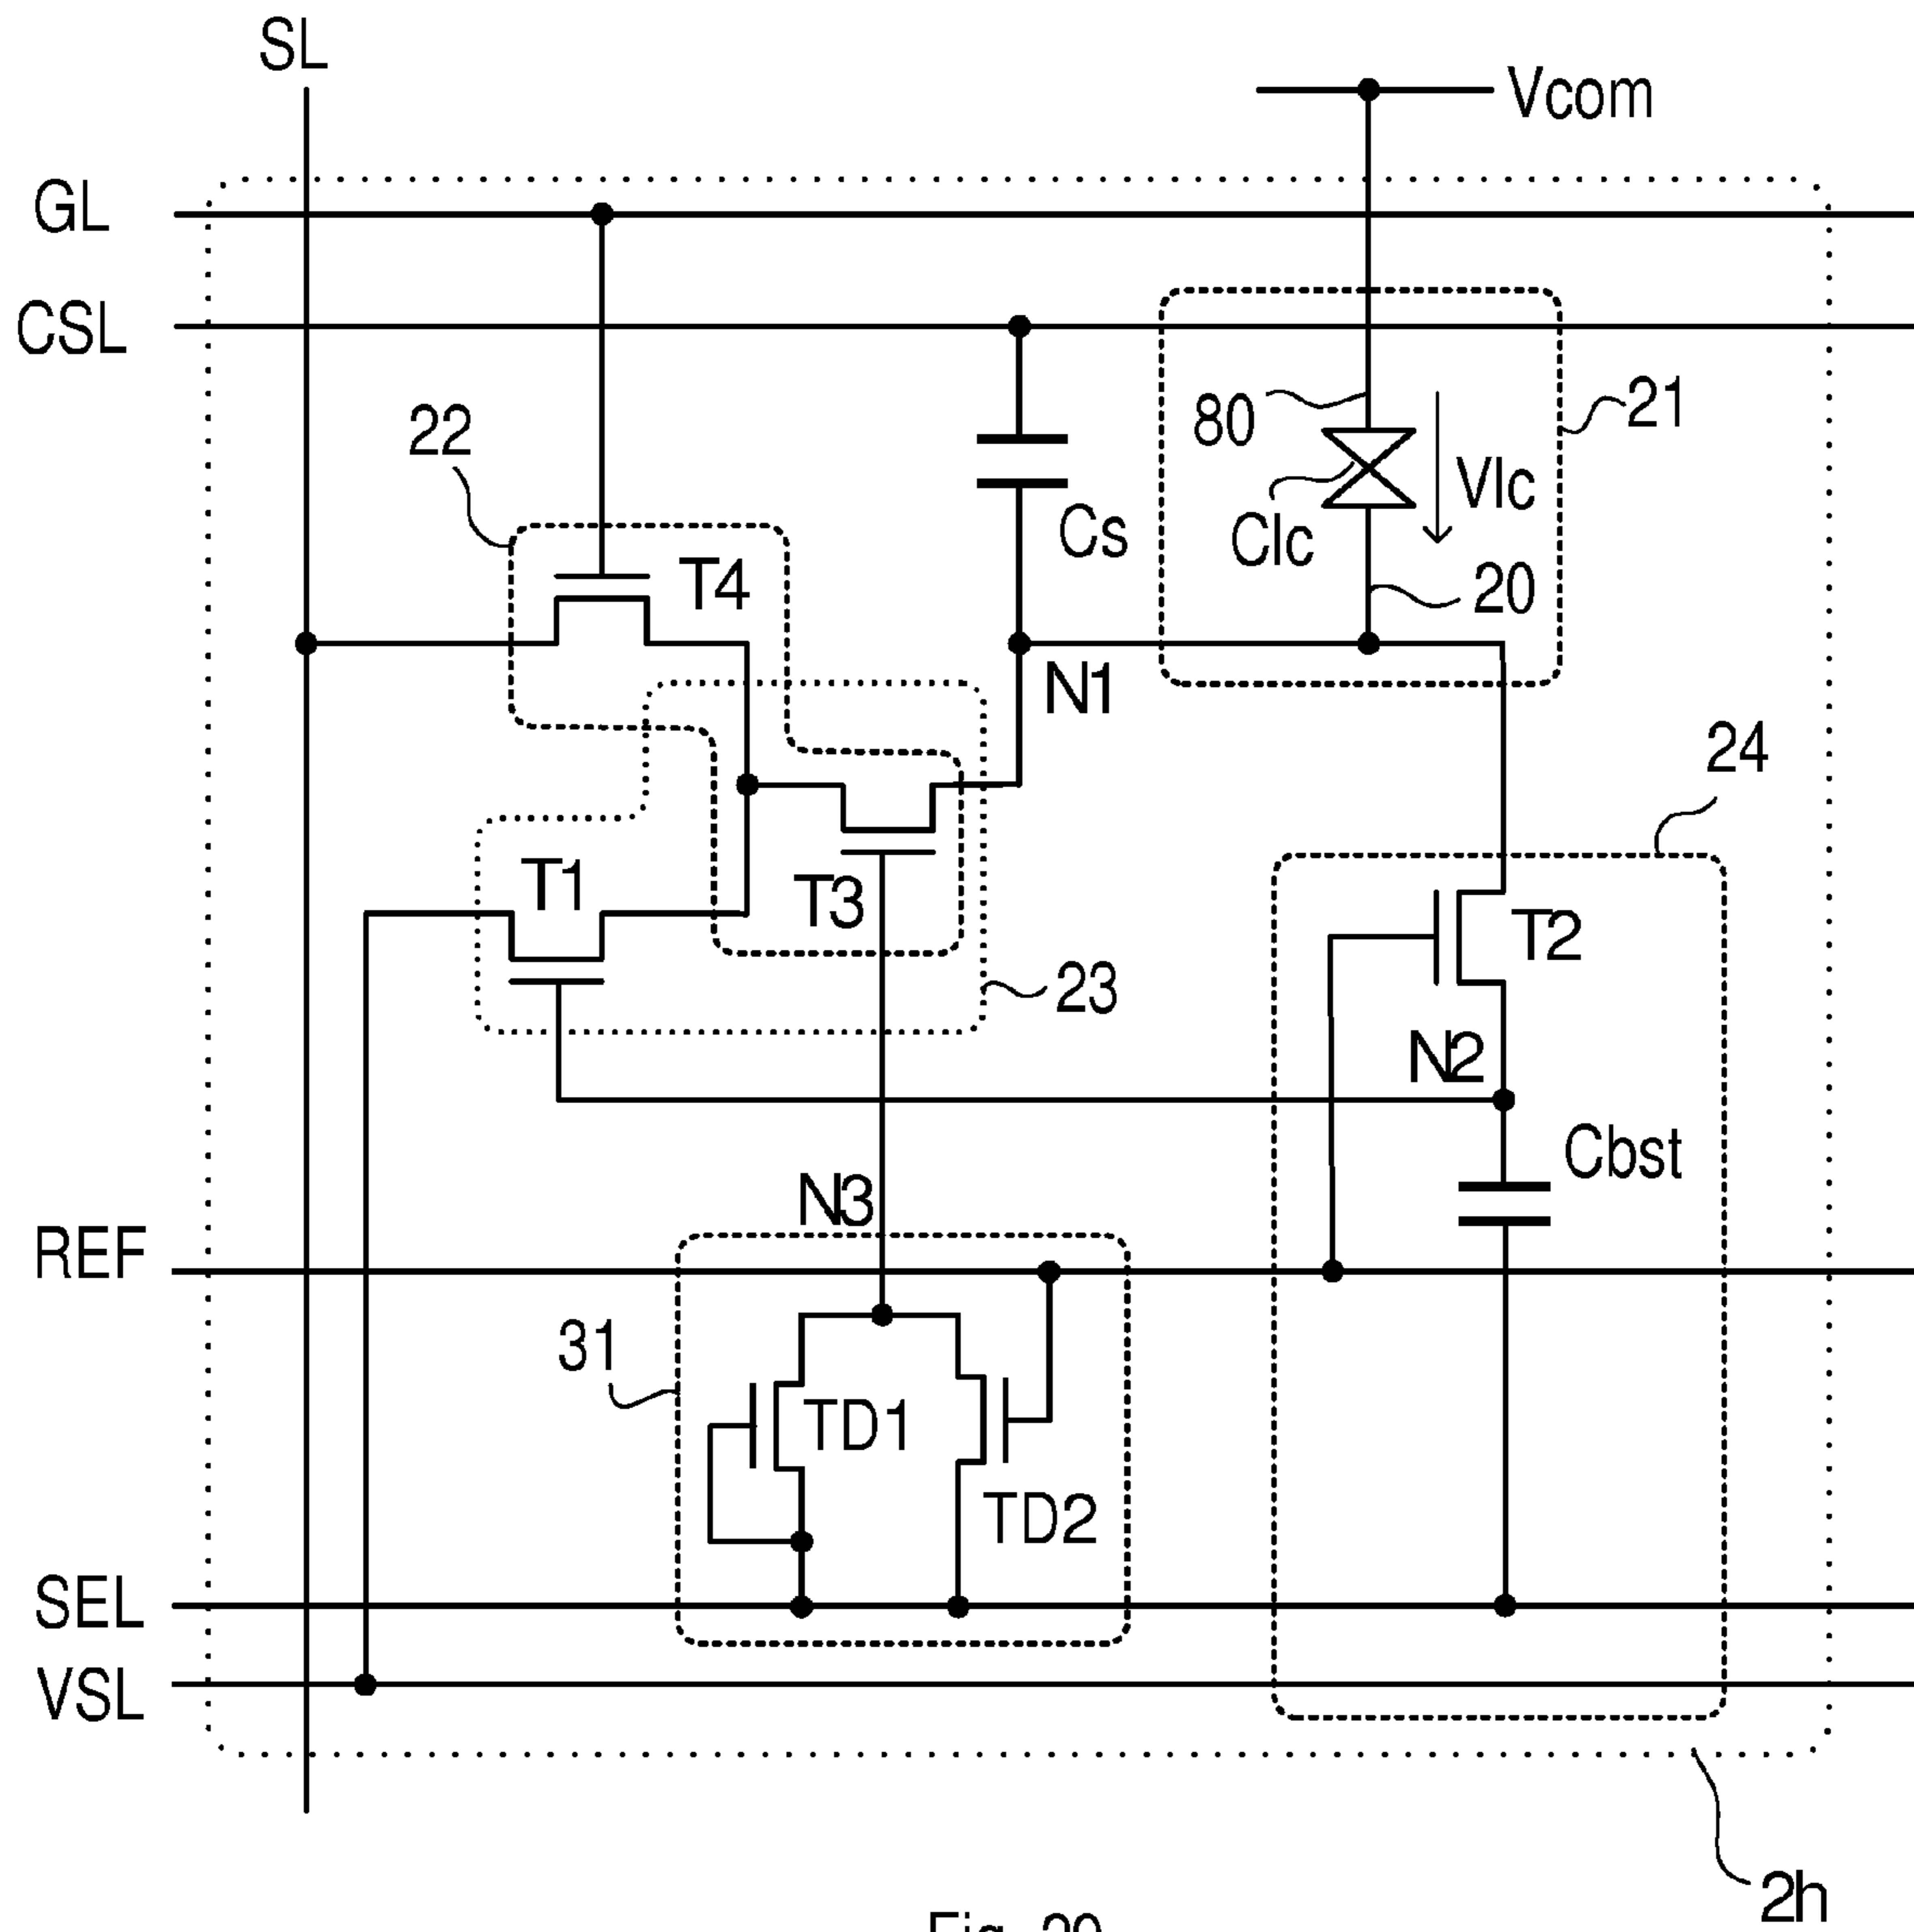 SL
Vcom
GL
CSL
21
80
22
Vlc
Cs
Clc
T4
20
N1
24
T1
T3
T2
23
N2
Cbst
N3
REF
31
TD1
TD2
SEL
VSL
2h